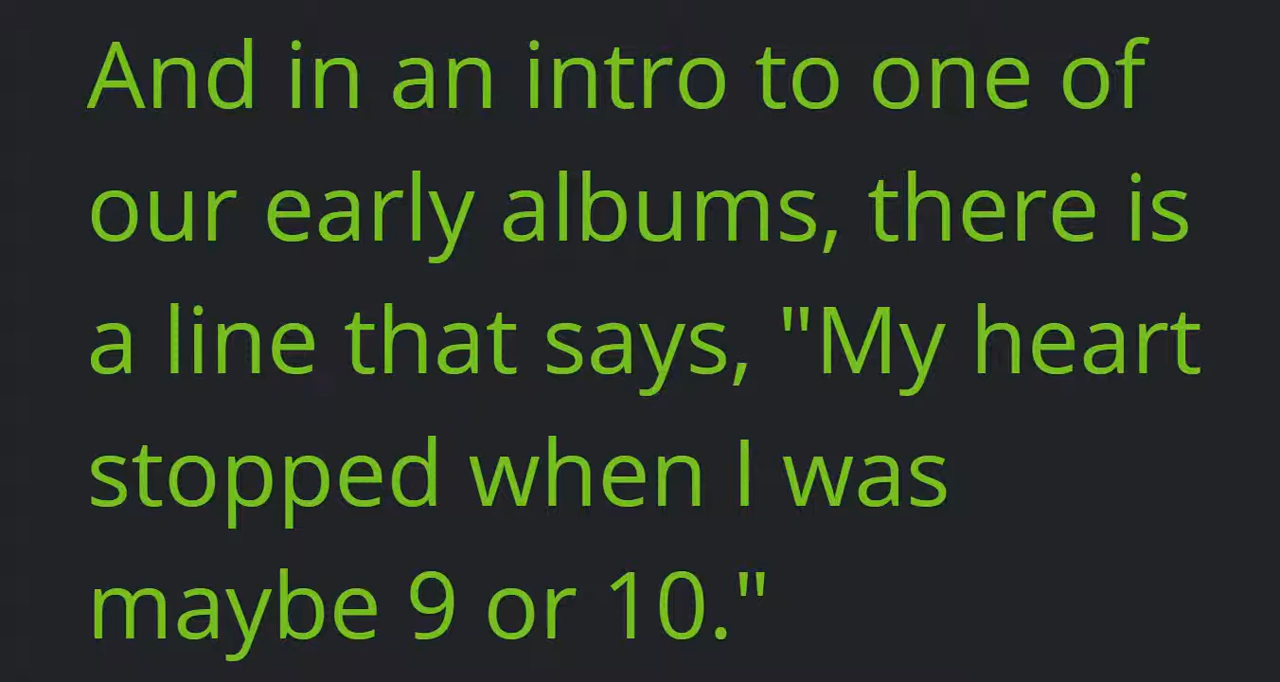 And in an intro to one of
our early albums, there is
a line that says, "My heart
stopped when I was
maybe 9 or 10."